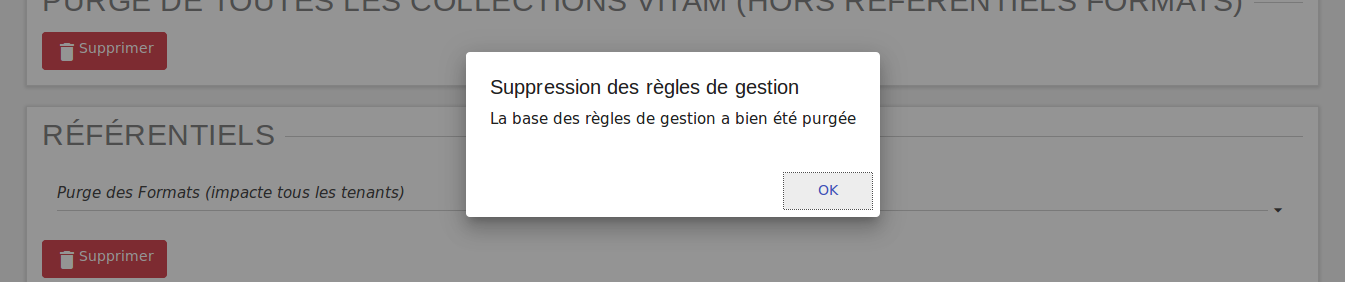 PURGE DE TOUTES LES COLLECTIONS VITAM (HORS RÉFÉRENTIELS FORMATS)
Supprimer
Suppression des règles de gestion
La base des règles de gestion a bien été purgée
OK
RÉFÉRENTIELS
Purge des Formats (impacte tous les tenants)
Supprimer